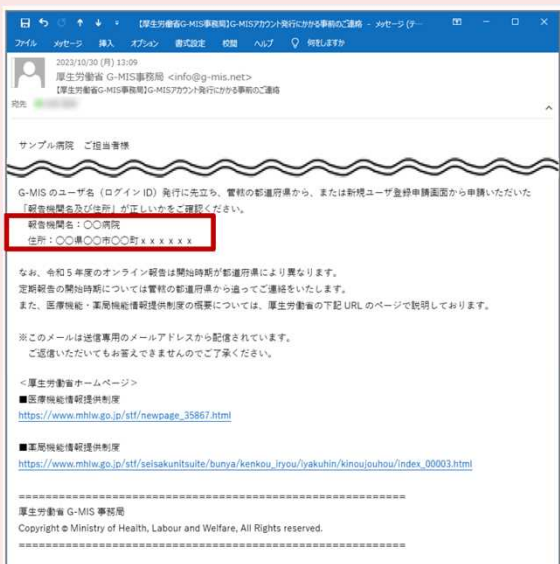 【厚生労働省G-MIS事務局】G-MISアカウント発行にかかる事前のご連絡 - メッセージ (テ…
ファイル メッセージ 挿入 オプション 書式設定 校閲 ヘルプ 何をしますか
2023/10/30 (月) 13:09
厚生労働省 G-MIS事務局 <info@g-mis.net>
【厚生労働省G-MIS事務局】G-MISアカウント発行にかかる事前のご連絡
宛先
サンプル病院 ご担当者様
G-MIS のユーザ名（ログイン ID）発行に先立ち、管轄の都道府県から、または新規ユーザ登録申請画面から申請いただいた
「報告機関名及び住所」が正しいかをご確認ください。
報告機関名：〇〇病院
住所：〇〇県〇〇市〇〇町ｘｘｘｘｘｘ
なお、令和５年度のオンライン報告は開始時期が都道府県により異なります。
定期報告の開始時期については管轄の都道府県から追ってご連絡をいたします。
また、医療機能・薬局機能情報提供制度の概要については、厚生労働省の下記 URL のページで説明しております。
※このメールは送信専用のメールアドレスから配信されています。
ご返信いただいてもお答えできませんのでご了承ください。
＜厚生労働省ホームページ＞
■医療機能情報提供制度
https://www.mhlw.go.jp/stf/newpage_35867.html
■薬局機能情報提供制度
https://www.mhlw.go.jp/stf/seisakunitsuite/bunya/kenkou_iryou/iyakuhin/kinoujouhou/index_00003.html
============================================================
厚生労働省 G-MIS 事務局
Copyright © Ministry of Health, Labour and Welfare, All Rights reserved.
============================================================